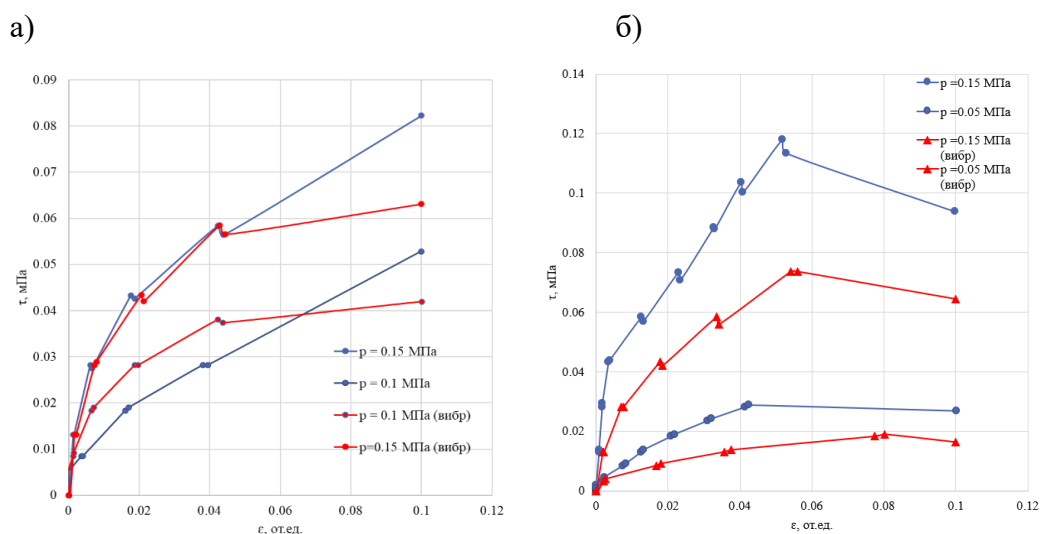 а)
б)
0.09
0.08
0.07
0.06
0.05
0.04
0.03
0.02
0.01
0
τ, мПа
0
0.02
0.04
0.06
0.08
0.1
0.12
ε, от.ед.
p = 0.15 МПа
p = 0.1 МПа
p = 0.1 МПа (вибр)
p=0.15 МПа (вибр)
0.14
0.12
0.1
0.08
0.06
0.04
0.02
0
τ, мПа
0
0.02
0.04
0.06
0.08
0.1
0.12
ε, от.ед.
p =0.15 МПа
p =0.05 МПа
p =0.15 МПа
(вибр)
p =0.05 МПа
(вибр)